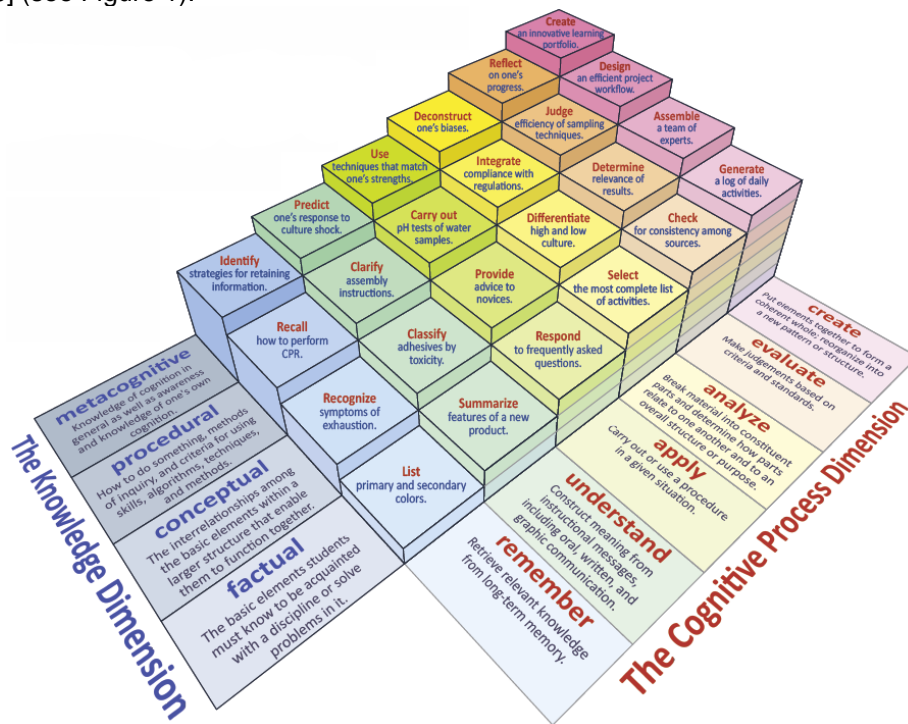 e] (see Figure 1).
Create
an innovative learning
portfolio.
Reflect
on one's
progress.
Design
an efficient project
workflow.
Deconstruct
one's biases.
Judge
efficiency of sampling
techniques.
Assemble
a team of
experts.
Use
techniques that match
one's strengths.
Integrate
compliance with
regulations.
Determine
relevance of
results.
Generate
a log of daily
activities.
Predict
one's response to
culture shock.
Carry out
pH tests of water
samples.
Differentiate
high and low
culture.
Check
for consistency among
sources.
Identify
strategies for retaining
information.
Clarify
assembly
instructions.
Provide
advice to
novices.
Select
the most complete
list of activities.
Recall
how to perform
CPR.
Classify
adhesives by
toxicity.
Respond
to frequently asked
questions.
Recognize
symptoms of
exhaustion.
Summarize
features of a new
product.
List
primary and secondary
colors.
metacognitive
Knowledge of cognition in
general as well as awareness
and knowledge of one's own
cognition.
procedural
How to do something, methods
of inquiry, and criteria for using
skills, algorithms, techniques,
and methods.
conceptual
The interrelationships among
the basic elements within a
larger structure that enable
them to function together.
factual
The basic elements students
must know to be acquainted
with a discipline or solve
problems in it.
The Knowledge Dimension
create
Put elements together to form a
coherent whole; reorganize into
a new pattern or structure.
evaluate
Make judgements based on
criteria and standards.
analyze
Break material into constituent
parts and determine how parts
relate to one another and to an
overall structure or purpose.
apply
Carry out or use a procedure
in a given situation.
understand
Construct meaning from
instructional messages,
including oral, written, and
graphic communication.
remember
Retrieve relevant knowledge
from long-term memory.
The Cognitive Process Dimension